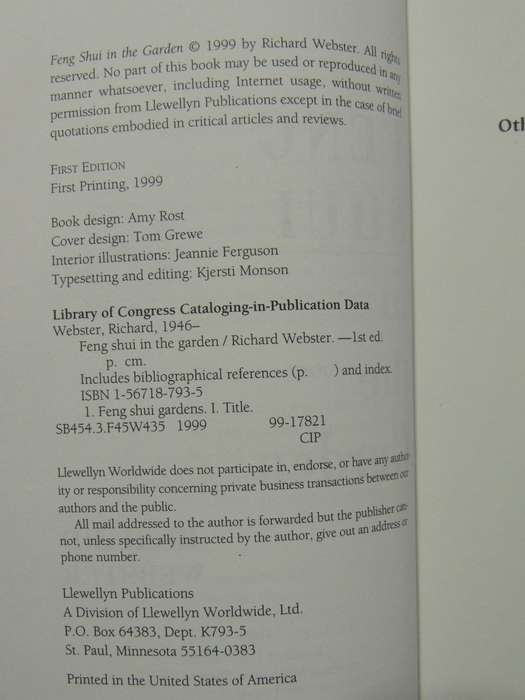 Feng Shui in the Garden © 1999 by Richard Webster. All rights
reserved. No part of this book may be used or reproduced in any
manner whatsoever, including Internet usage, without written
permission from Llewellyn Publications except in the case of brief
quotations embodied in critical articles and reviews.
FIRST EDITION
First Printing, 1999
Book design: Amy Rost
Cover design: Tom Grewe
Interior illustrations: Jeannie Ferguson
Typesetting and editing: Kjersti Monson
Library of Congress Cataloging-in-Publication Data
Webster, Richard, 1946–
Feng shui in the garden / Richard Webster. —1st ed.
p. cm.
Includes bibliographical references (p. ) and index.
ISBN 1-56718-793-5
1. Feng shui gardens. I. Title.
SB454.3.F45W435 1999 99-17821
CIP
Llewellyn Worldwide does not participate in, endorse, or have any author-
ity or responsibility concerning private business transactions between our
authors and the public.
All mail addressed to the author is forwarded but the publisher can-
not, unless specifically instructed by the author, give out an address or
phone number.
Llewellyn Publications
A Division of Llewellyn Worldwide, Ltd.
P.O. Box 64383, Dept. K793-5
St. Paul, Minnesota 55164-0383
Printed in the United States of America